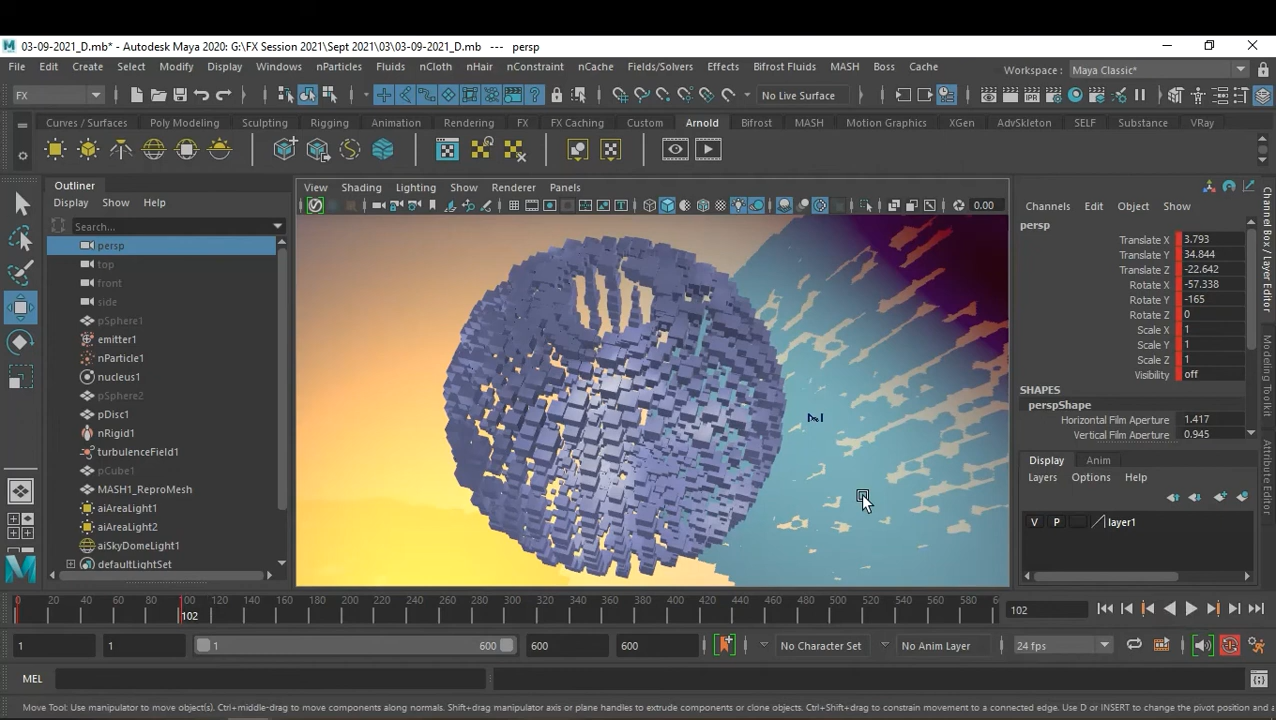 03-09-2021_D.mb* - Autodesk Maya 2020: G:\FX Session 2021\Sept 2021\03\03-09-2021_D.mb --- persp
File Edit Create Select Modify Display Windows nParticles Fluids nCloth nHair nConstraint nCache Fields/Solvers Effects Bifrost Fluids MASH Boss Cache
Workspace : Maya Classic*
FX
No Live Surface
Curves / Surfaces Poly Modeling Sculpting Rigging Animation Rendering FX FX Caching Custom Arnold Bifrost MASH Motion Graphics XGen AdvSkeleton SELF Substance VRay
Outliner
Display Show Help
Search...
persp
top
front
side
pSphere1
emitter1
nParticle1
nucleus1
pSphere2
pDisc1
nRigid1
turbulenceField1
pCube1
MASH1_ReproMesh
aiAreaLight1
aiAreaLight2
aiSkyDomeLight1
defaultLightSet
View Shading Lighting Show Renderer Panels
0.00
Channels Edit Object Show
persp
Translate X 3.793
Translate Y 34.844
Translate Z -22.642
Rotate X -57.338
Rotate Y -165
Rotate Z 0
Scale X 1
Scale Y 1
Scale Z 1
Visibility off
SHAPES
perspShape
Horizontal Film Aperture 1.417
Vertical Film Aperture 0.945
Display Anim
Layers Options Help
V P layer1
Channel Box / Layer Editor
Modeling Toolkit
Attribute Editor
20 40 60 80 100 120 140 160 180 200 220 240 260 280 300 320 340 360 380 400 420 440 460 480 500 520 540 560 580
102
102
1 1 1 600 600 600
No Character Set
No Anim Layer
24 fps
MEL
Move Tool: Use manipulator to move object(s). Ctrl+middle-drag to move components along normals. Shift+drag manipulator axis or plane handles to extrude components or clone objects. Ctrl+Shift+drag to constrain movement to a connected edge. Use D or INSERT to change the pivot position and a